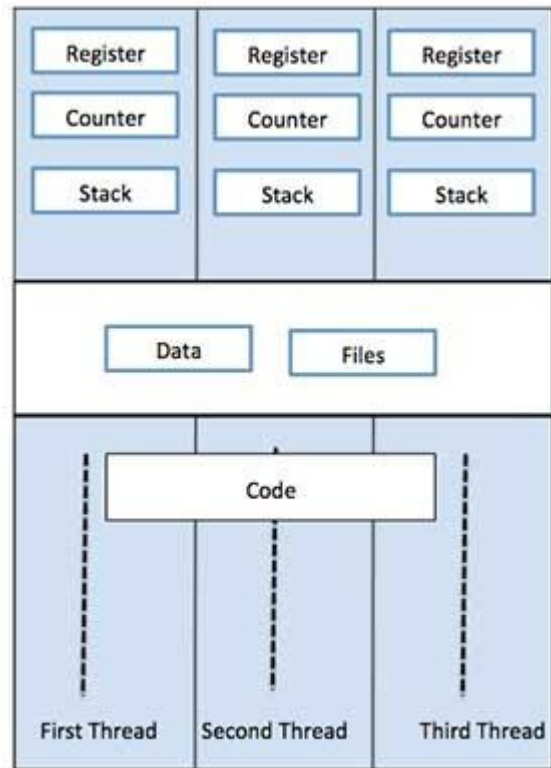 Register Register Register
Counter Counter Counter
Stack Stack Stack
Data Files
Code
First Thread Second Thread Third Thread